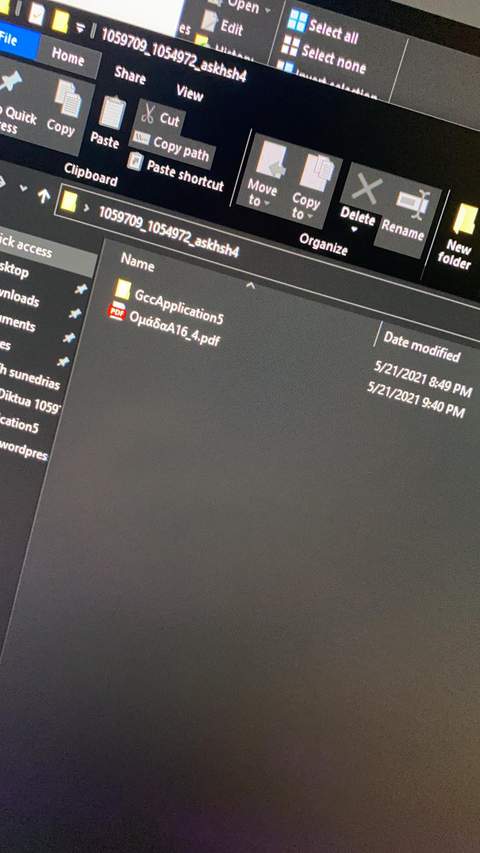 Open
Select all
Edit
Select none
History
Invert selection
1059709_1054972_askhsh4
File
Home
Share
View
Quick
Copy
Paste
Cut
Copy path
Paste shortcut
Clipboard
Move to
Copy to
Delete
Rename
Organize
New folder
1059709_1054972_askhsh4
ick access
sktop
wnloads
uments
es
h sunedrias
Diktua 1059
cation5
wordpres
Name
Date modified
GccApplication5
5/21/2021 8:49 PM
ΟμάδαΑ16_4.pdf
5/21/2021 9:40 PM